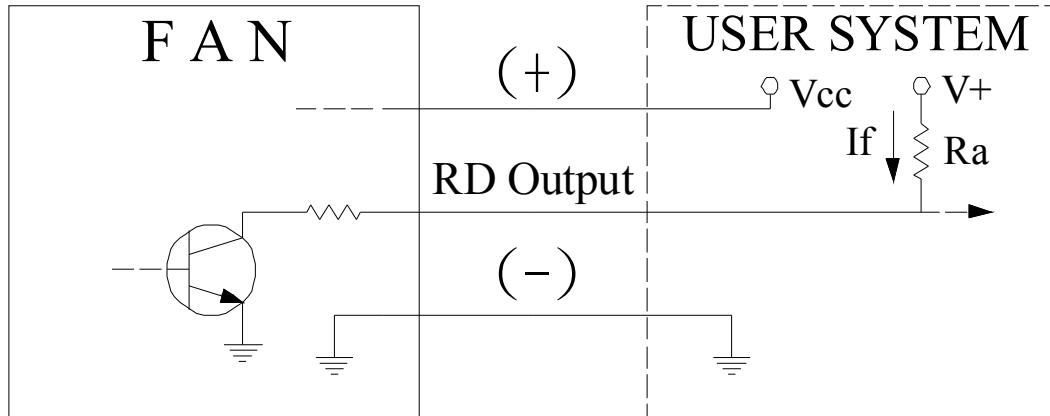 F A N
USER SYSTEM
(+)
Vcc
V+
If
Ra
RD Output
(-)